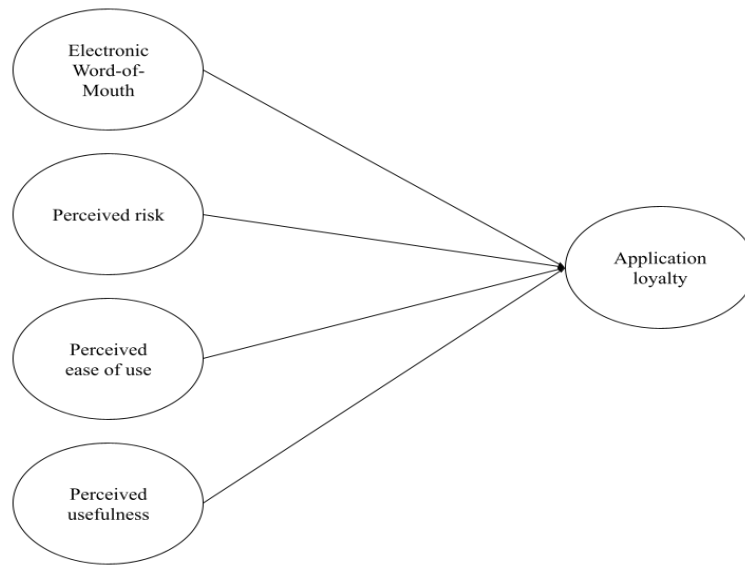 Electronic
Word-of-
Mouth
Perceived risk
Perceived
ease of use
Perceived
usefulness
Application
loyalty